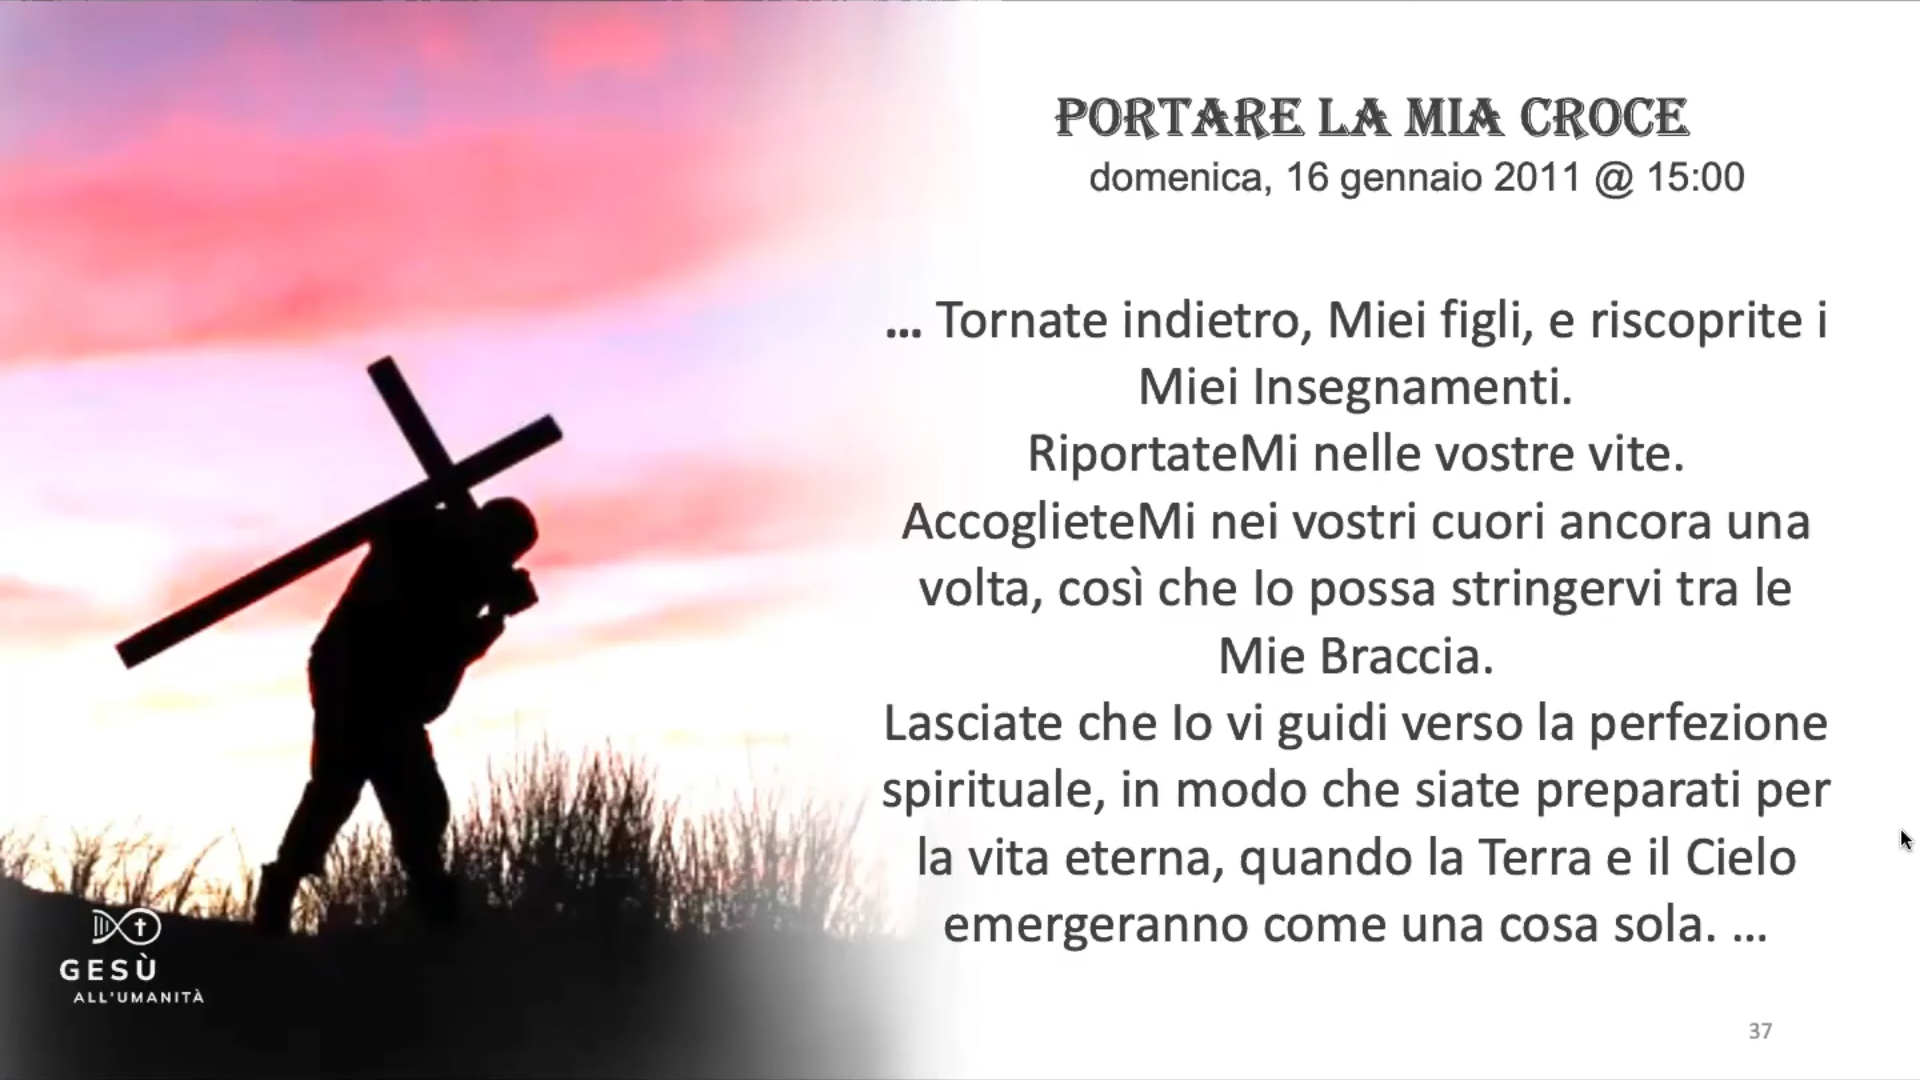 PORTARE LA MIA CROCE
domenica, 16 gennaio 2011 @ 15:00
... Tornate indietro, Miei figli, e riscoprite i
Miei Insegnamenti.
RiportateMi nelle vostre vite.
AccoglieteMi nei vostri cuori ancora una
volta, così che Io possa stringervi tra le
Mie Braccia.
Lasciate che Io vi guidi verso la perfezione
spirituale, in modo che siate preparati per
la vita eterna, quando la Terra e il Cielo
emergeranno come una cosa sola. ...
GESÙ
ALL'UMANITÀ
37